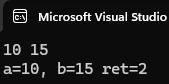 Microsoft Visual Studio
10 15
a=10, b=15 ret=2